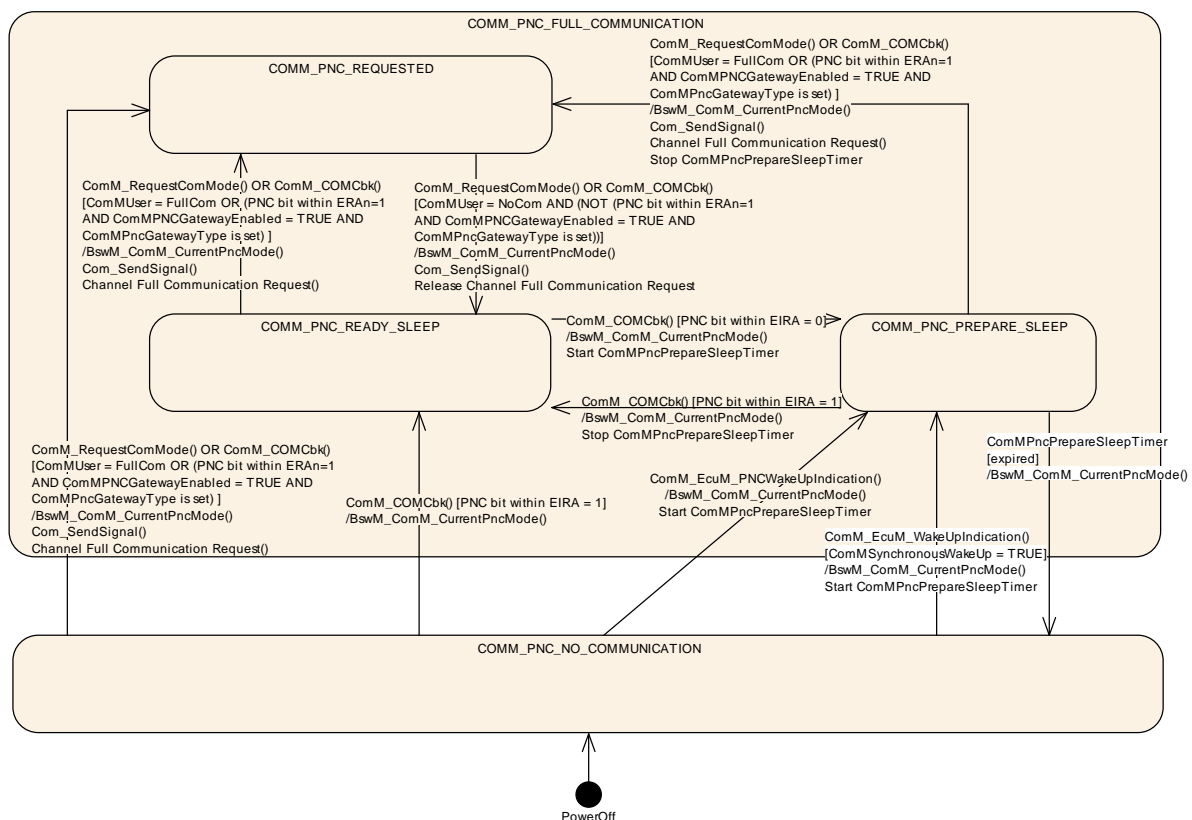 COMM_PNC_FULL_COMMUNICATION
COMM_PNC_REQUESTED
ComM_RequestComMode() OR ComM_COMCbk()
[ComMUser = FullCom OR (PNC bit within ERAn=1
AND ComMPNCGatewayEnabled = TRUE AND
ComMPncGatewayType is set) ]
/BswM_ComM_CurrentPncMode()
Com_SendSignal()
Channel Full Communication Request()
Stop ComMPncPrepareSleepTimer
ComM_RequestComMode() OR ComM_COMCbk()
[ComMUser = FullCom OR (PNC bit within ERAn=1
AND ComMPNCGatewayEnabled = TRUE AND
ComMPncGatewayType is set) ]
/BswM_ComM_CurrentPncMode()
Com_SendSignal()
Channel Full Communication Request()
ComM_RequestComMode() OR ComM_COMCbk()
[ComMUser = NoCom AND (NOT (PNC bit within ERAn=1
AND ComMPNCGatewayEnabled = TRUE AND
ComMPncGatewayType is set))]
/BswM_ComM_CurrentPncMode()
Com_SendSignal()
Release Channel Full Communication Request
COMM_PNC_READY_SLEEP
ComM_COMCbk() [PNC bit within EIRA = 0]
/BswM_ComM_CurrentPncMode()
Start ComMPncPrepareSleepTimer
COMM_PNC_PREPARE_SLEEP
ComM_COMCbk() [PNC bit within EIRA = 1]
/BswM_ComM_CurrentPncMode()
Stop ComMPncPrepareSleepTimer
ComM_RequestComMode() OR ComM_COMCbk()
[ComMUser = FullCom OR (PNC bit within ERAn=1
AND ComMPNCGatewayEnabled = TRUE AND
ComMPncGatewayType is set) ]
/BswM_ComM_CurrentPncMode()
Com_SendSignal()
Channel Full Communication Request()
ComM_COMCbk() [PNC bit within EIRA = 1]
/BswM_ComM_CurrentPncMode()
ComM_EcuM_PNCWakeUpIndication()
/BswM_ComM_CurrentPncMode()
Start ComMPncPrepareSleepTimer
ComMPncPrepareSleepTimer
[expired]
/BswM_ComM_CurrentPncMode()
ComM_EcuM_WakeUpIndication()
[ComMSynchronousWakeUp = TRUE]
/BswM_ComM_CurrentPncMode()
Start ComMPncPrepareSleepTimer
COMM_PNC_NO_COMMUNICATION
PowerOff